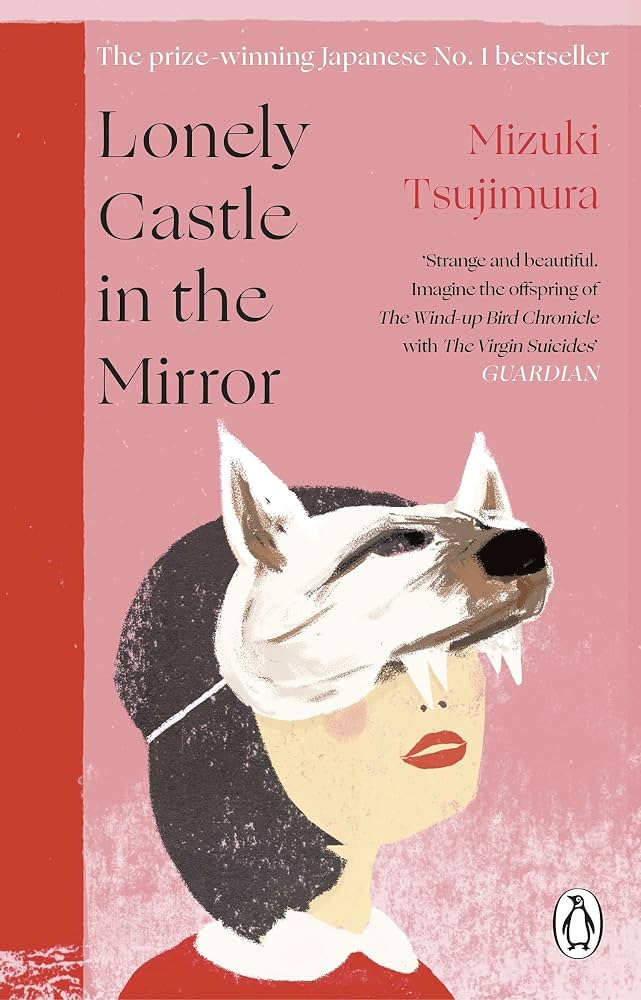 The prize-winning Japanese No. 1 bestseller
Lonely
Castle
in the
Mirror
Mizuki
Tsujimura
‘Strange and beautiful.
Imagine the offspring of
The Wind-up Bird Chronicle
with The Virgin Suicides’
GUARDIAN